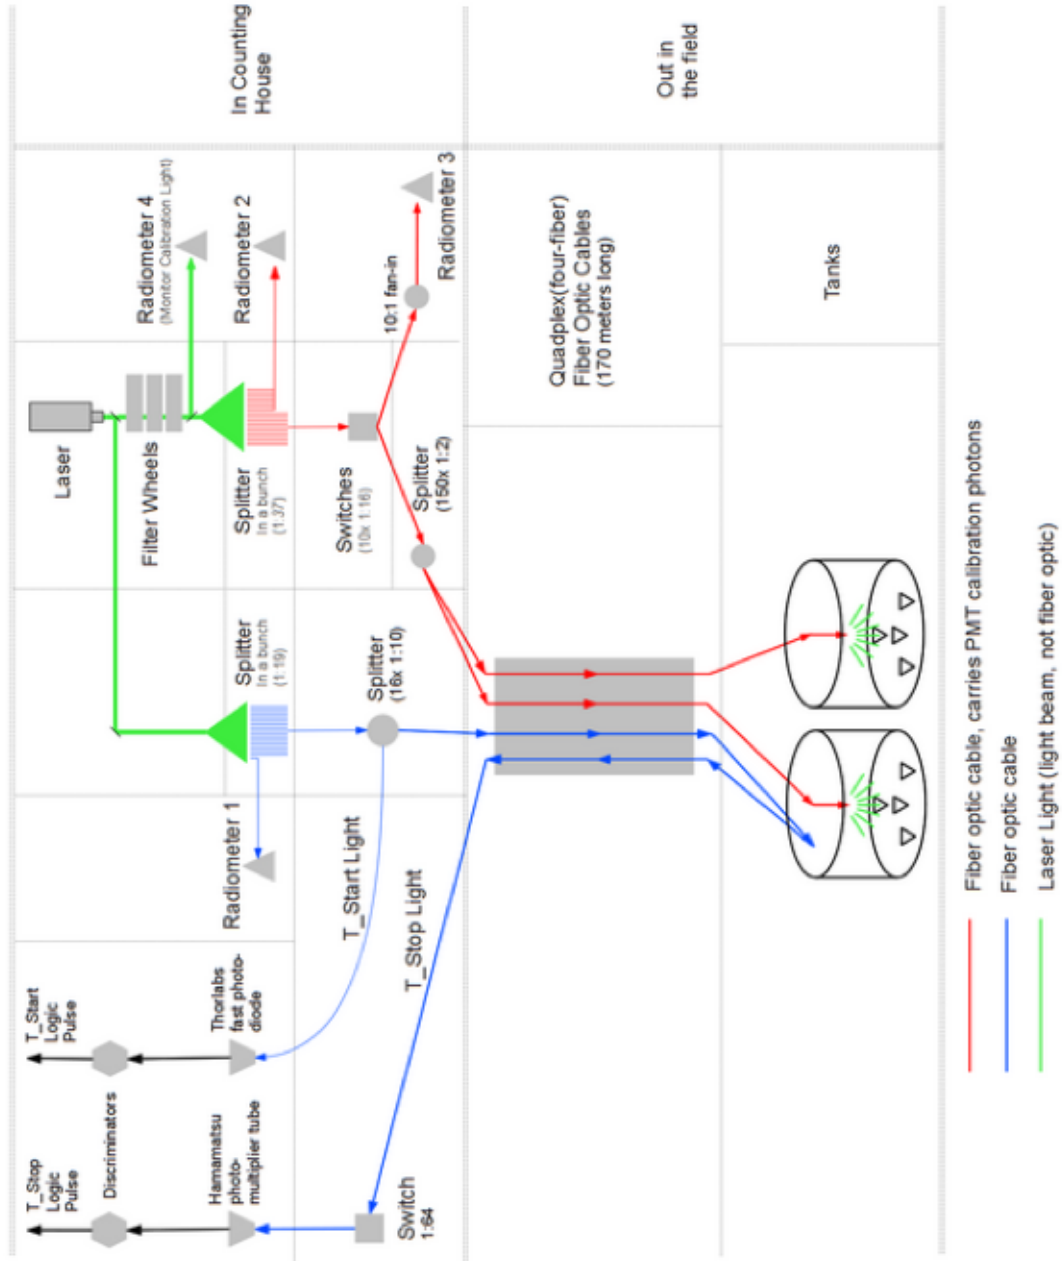 In Counting
House
Out in
the field
Radiometer 4
(Monitor Calibration Light)
Radiometer 2
10:1 fan-in
Radiometer 3
Quadplex(four-fiber)
Fiber Optic Cables
(170 meters long)
Tanks
Laser
Filter Wheels
Splitter
In a bunch
(1:37)
Switches
(10x 1:16)
Splitter
(150x 1:2)
Splitter
In a bunch
(1:19)
Splitter
(16x 1:10)
Radiometer 1
T_Start Light
T_Stop Light
T_Start
Logic
Pulse
Thorlabs
fast photo-
diode
T_Stop
Logic
Pulse
Discriminators
Hamamatsu
photo-
multiplier tube
Switch
1:64
Fiber optic cable, carries PMT calibration photons
Fiber optic cable
Laser Light (light beam, not fiber optic)